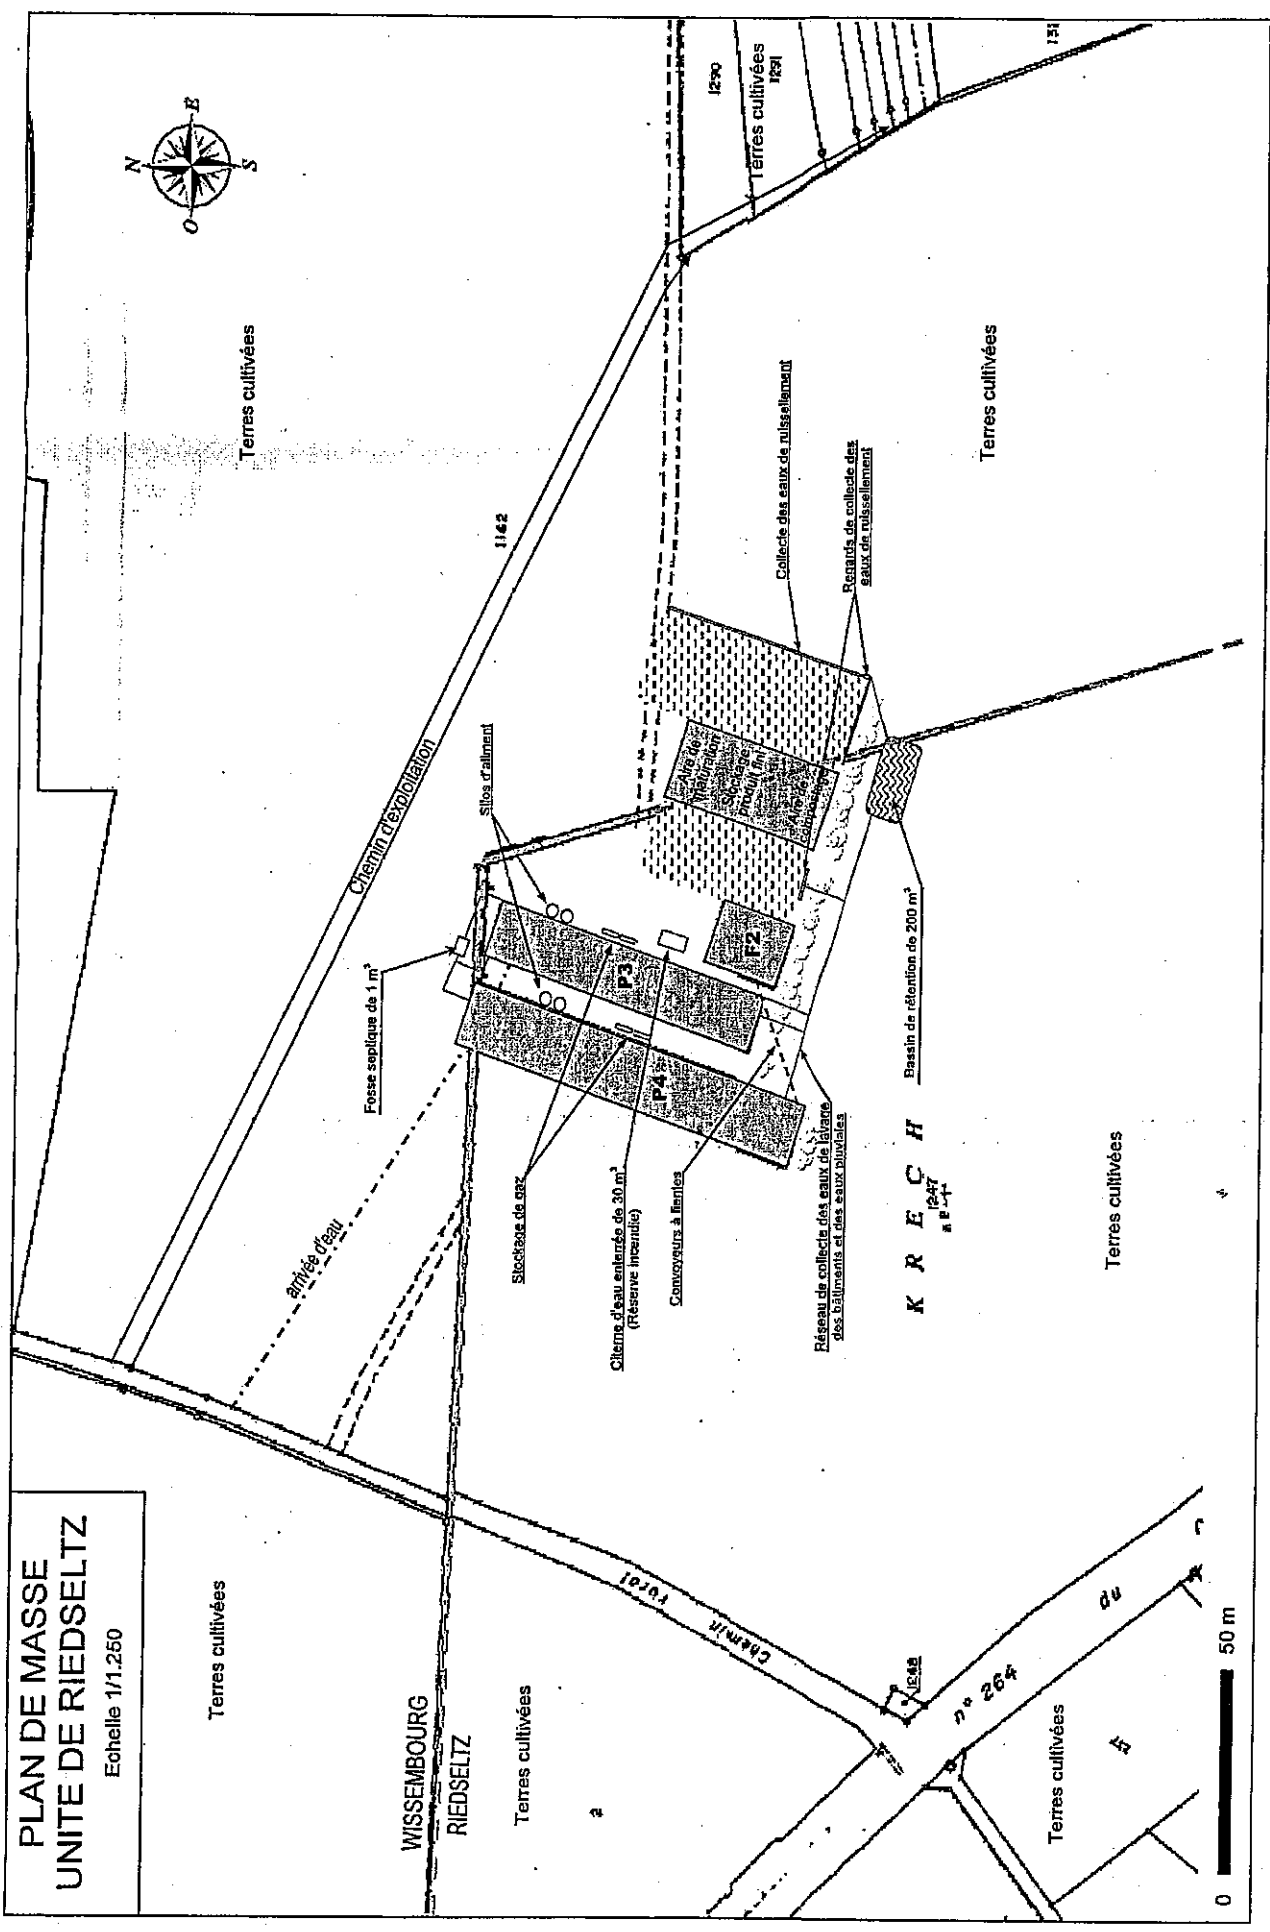 PLAN DE MASSE
UNITE DE RIEDSELTZ
Echelle 1/1.250
N
E
S
O
Terres cultivées
Terres cultivées
1290
Terres cultivées
1291
131
Chemin d'exploitation
1142
arrivée d'eau
Fosse septique de 1 m³
Silos d'aliment
WISSEMBOURG
RIEDSELTZ
Terres cultivées
Stockage de gaz
P3
P4
F2
Aire de
maturation
Stockage
produit fini
Aire de
Citerne d'eau enterrée de 30 m³
(Réserve incendie)
Convoyeurs à fientes
Collecte des eaux de ruissellement
Regards de collecte des
eaux de ruissellement
Réseau de collecte des eaux de lavage
des bâtiments et des eaux pluviales
Bassin de rétention de 200 m³
Terres cultivées
Chemin rural
K R E C H
1247
1248
n° 264
du
Terres cultivées
Terres cultivées
0 50 m